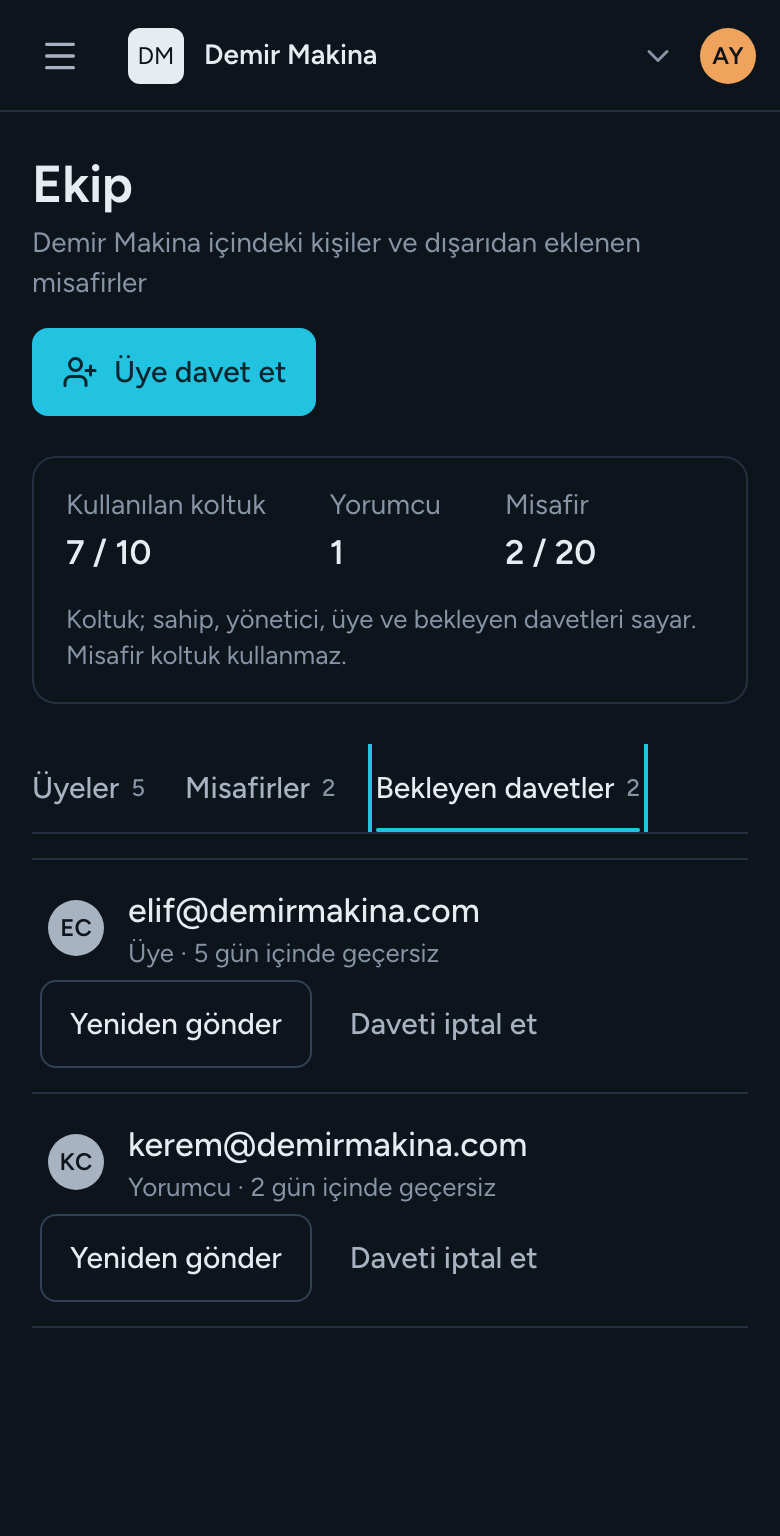 DM Demir Makina AY
Ekip
Demir Makina içindeki kişiler ve dışarıdan eklenen
misafirler
Üye davet et
Kullanılan koltuk Yorumcu Misafir
7 / 10 1 2 / 20
Koltuk; sahip, yönetici, üye ve bekleyen davetleri sayar.
Misafir koltuk kullanmaz.
Üyeler 5 Misafirler 2 Bekleyen davetler 2
EC elif@demirmakina.com
Üye · 5 gün içinde geçersiz
Yeniden gönder Daveti iptal et
KC kerem@demirmakina.com
Yorumcu · 2 gün içinde geçersiz
Yeniden gönder Daveti iptal et